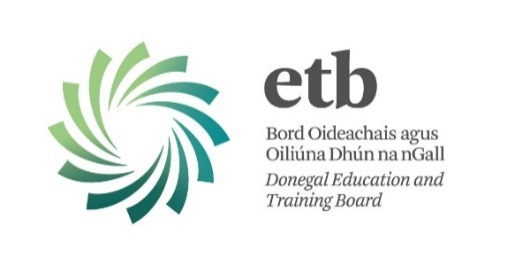 etb
Bord Oideachais agus
Oiliúna Dhún na nGall
Donegal Education and
Training Board